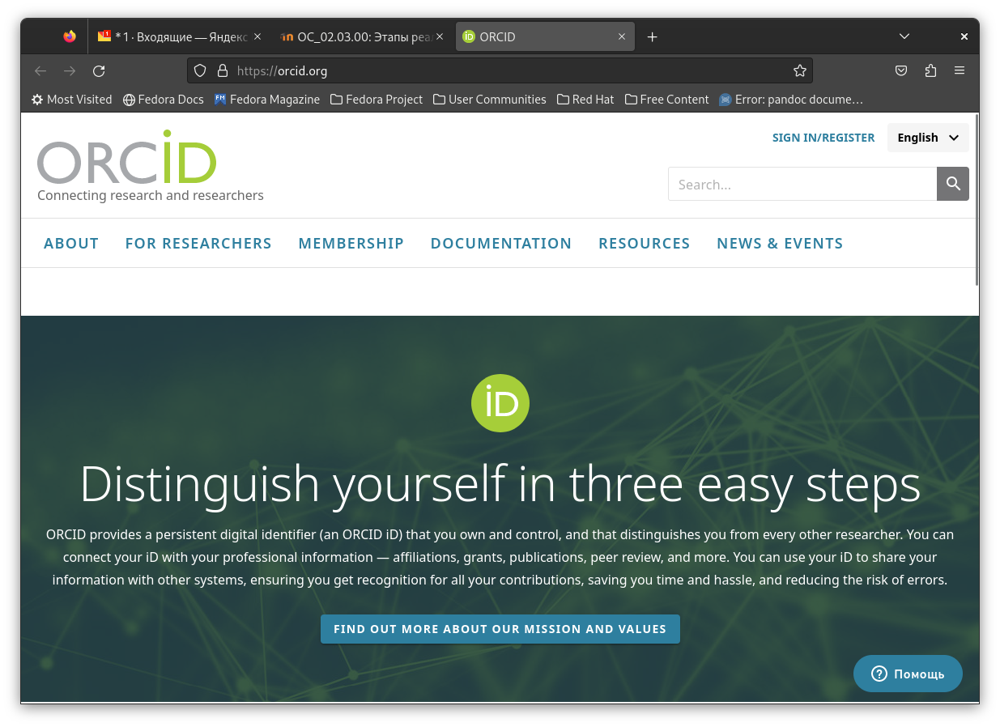 * 1 · Входящие — Яндекс
ОС_02.03.00: Этапы реа
ORCID
https://orcid.org
Most Visited
Fedora Docs
Fedora Magazine
Fedora Project
User Communities
Red Hat
Free Content
Error: pandoc docume…
ORCiD
Connecting research and researchers
SIGN IN/REGISTER
English
Search...
ABOUT
FOR RESEARCHERS
MEMBERSHIP
DOCUMENTATION
RESOURCES
NEWS & EVENTS
iD
Distinguish yourself in three easy steps
ORCID provides a persistent digital identifier (an ORCID iD) that you own and control, and that distinguishes you from every other researcher. You can
connect your iD with your professional information — affiliations, grants, publications, peer review, and more. You can use your iD to share your
information with other systems, ensuring you get recognition for all your contributions, saving you time and hassle, and reducing the risk of errors.
FIND OUT MORE ABOUT OUR MISSION AND VALUES
Помощь